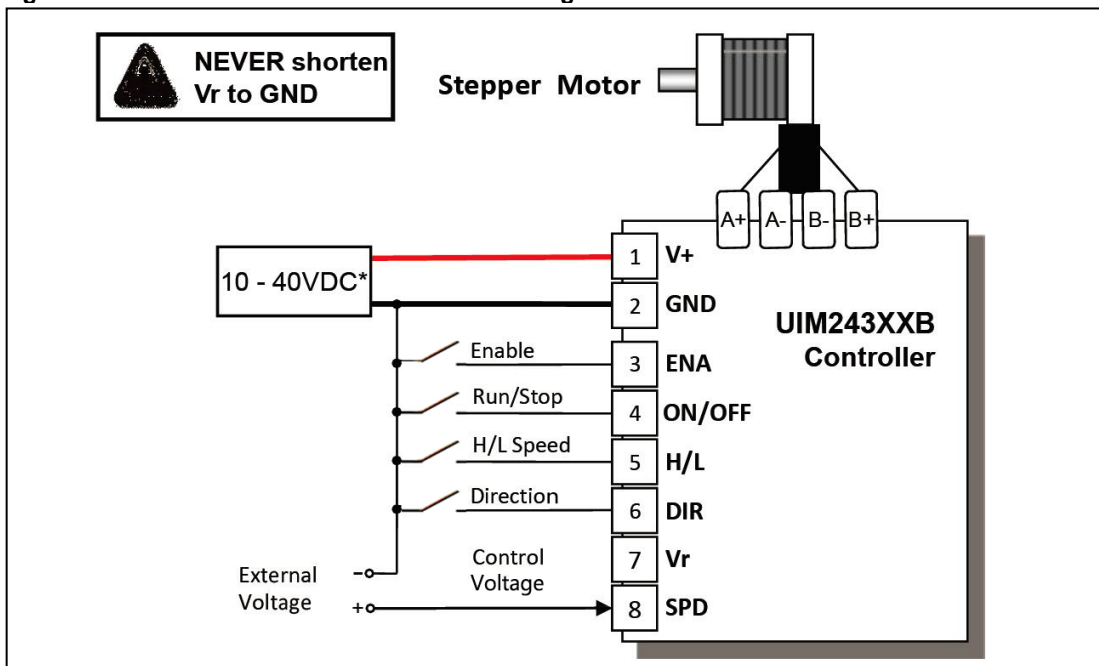 NEVER shorten
Vr to GND
Stepper Motor
A+ A- B- B+
10 - 40VDC*
1 V+
2 GND
UIM243XXB
Controller
Enable
3 ENA
Run/Stop
4 ON/OFF
H/L Speed
5 H/L
Direction
6 DIR
7 Vr
External
Voltage
-
+
Control
Voltage
8 SPD